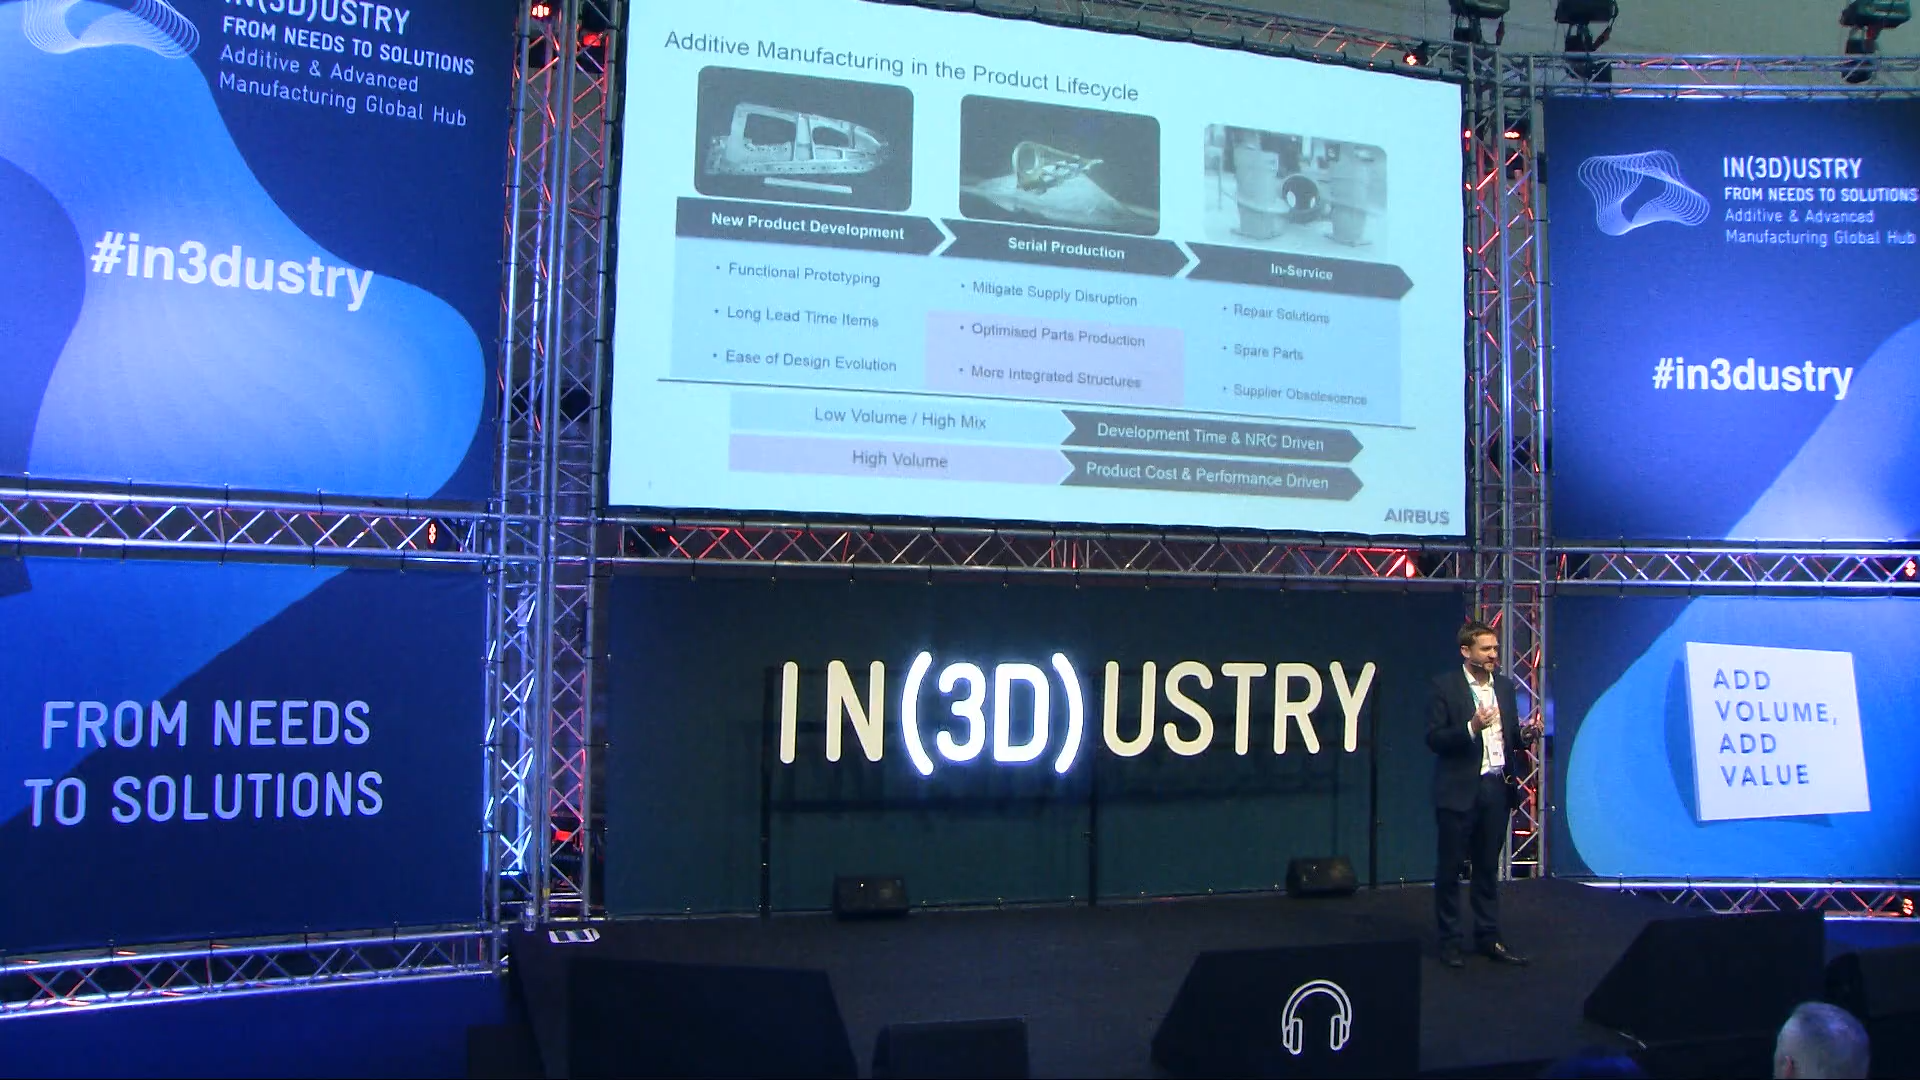 IN(3D)USTRY
FROM NEEDS TO SOLUTIONS
Additive & Advanced
Manufacturing Global Hub
#in3dustry
FROM NEEDS
TO SOLUTIONS
Additive Manufacturing in the Product Lifecycle
New Product Development
Serial Production
In-Service
• Functional Prototyping
• Long Lead Time Items
• Ease of Design Evolution
• Mitigate Supply Disruption
• Optimised Parts Production
• More Integrated Structures
• Repair Solutions
• Spare Parts
• Supplier Obsolescence
Low Volume / High Mix
Development Time & NRC Driven
High Volume
Product Cost & Performance Driven
AIRBUS
IN(3D)USTRY
IN(3D)USTRY
FROM NEEDS TO SOLUTIONS
Additive & Advanced
Manufacturing Global Hub
#in3dustry
ADD
VOLUME,
ADD
VALUE